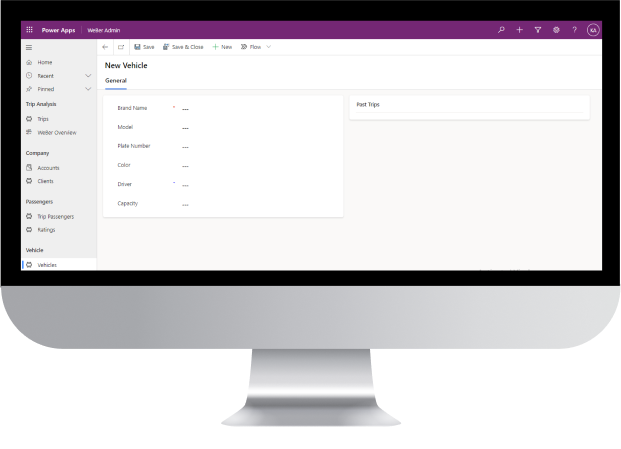 Power Apps Weller Admin ? KA
Save Save & Close New Flow
Home
Recent
Pinned
Trip Analysis
Trips
Weller Overview
Company
Accounts
Clients
Passengers
Trip Passengers
Ratings
Vehicle
Vehicles
New Vehicle
General
Brand Name * ---
Model ---
Plate Number ---
Color ---
Driver * ---
Capacity ---
Past Trips